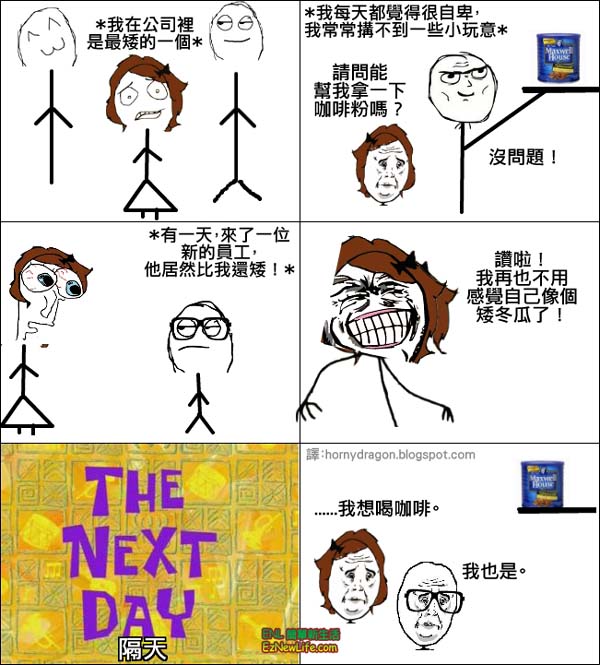 *我在公司裡
是最矮的一個*
*我每天都覺得很自卑,
我常常搆不到一些小玩意*
Maxwell
House
請問能
幫我拿一下
咖啡粉嗎？
沒問題！
*有一天,來了一位
新的員工,
他居然比我還矮！*
讚啦！
我再也不用
感覺自己像個
矮冬瓜了！
THE
NEXT
DAY
隔天
譯:hornydragon.blogspot.com
Maxwell
House
......我想喝咖啡。
我也是。
EzNewLife.com